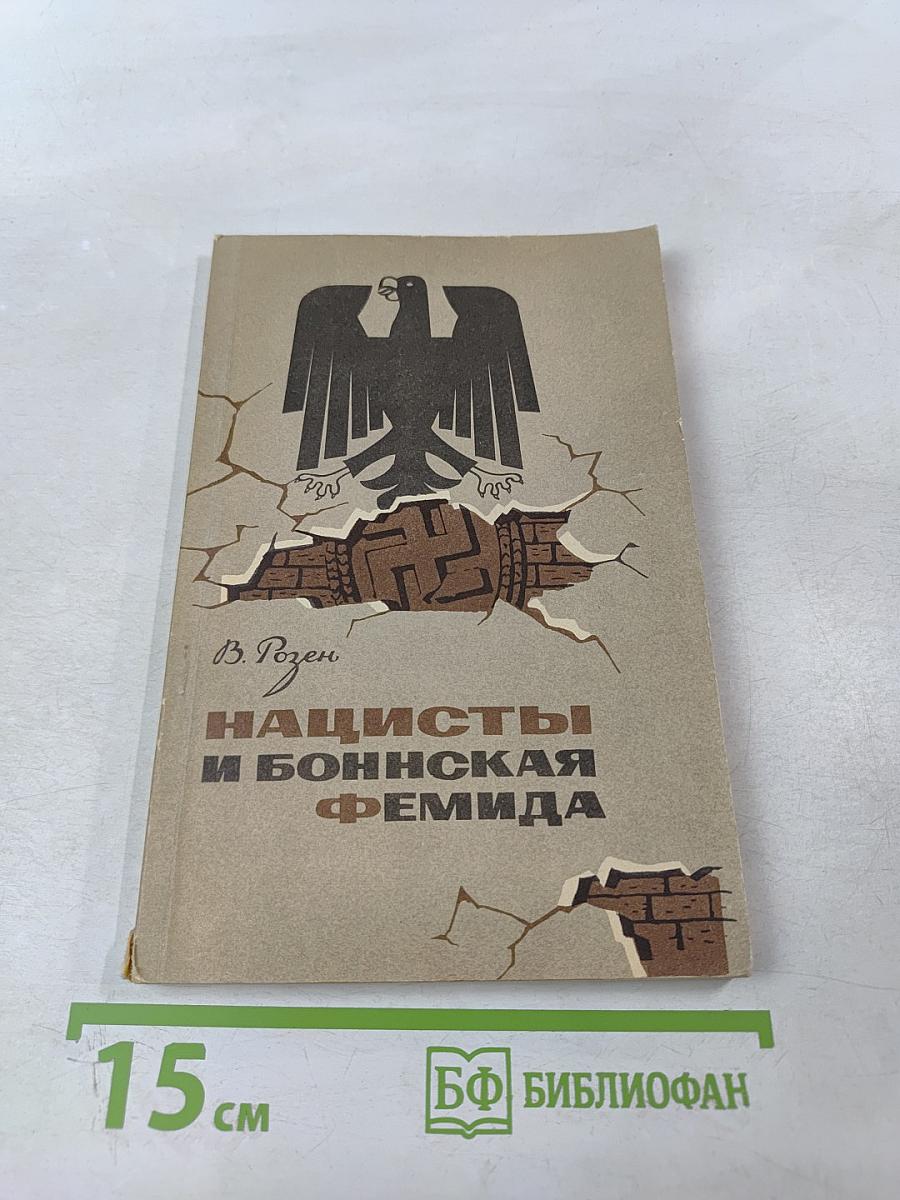 В. Розен
НАЦИСТЫ
И БОННСКАЯ
ФЕМИДА
15 см
БФ БИБЛИОФАН